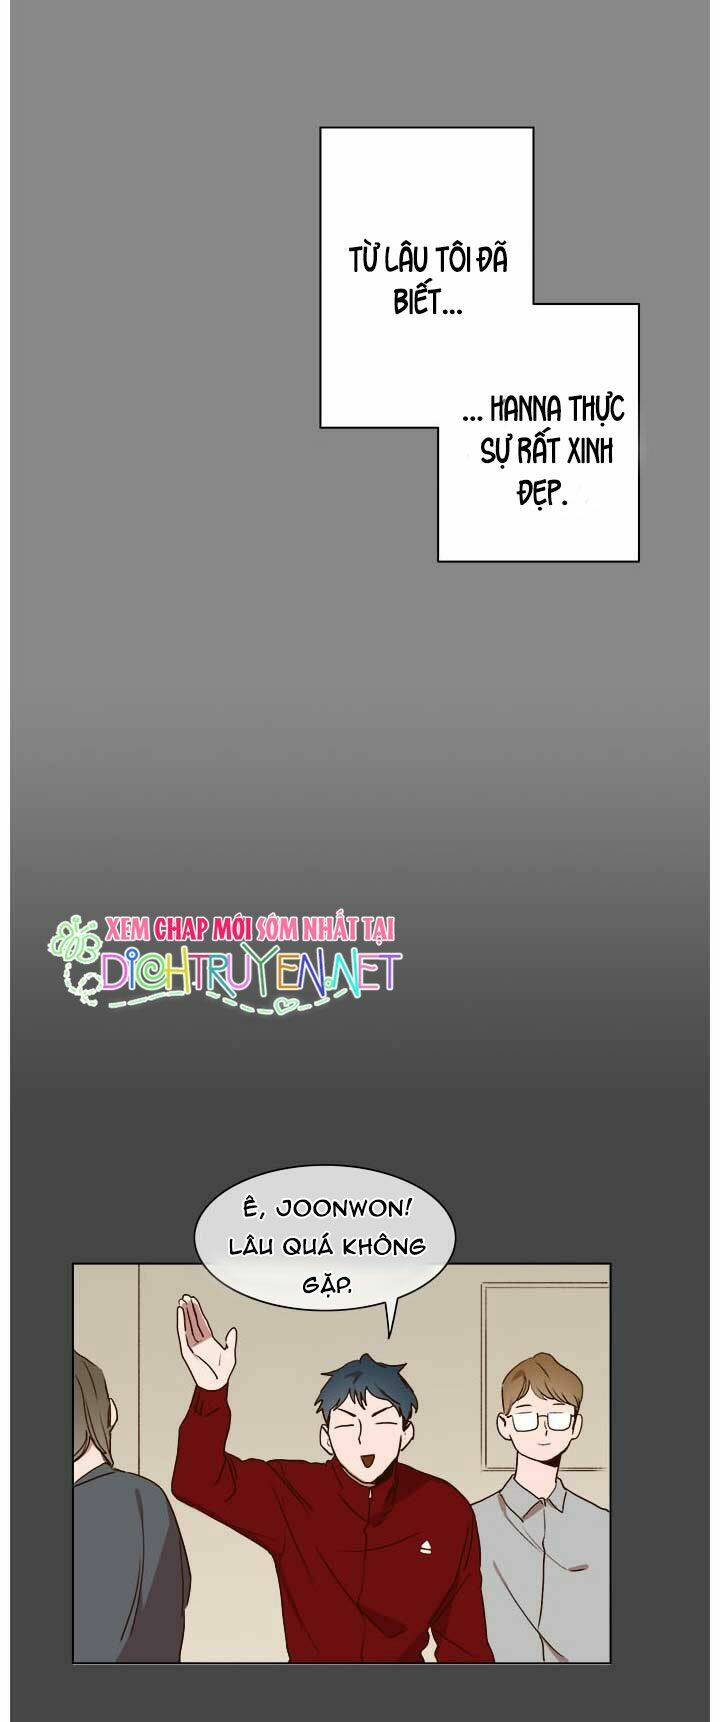 TỪ LÂU TÔI ĐÃ
BIẾT...
... HANNA THỰC
SỰ RẤT XINH
ĐẸP.
XEM CHAP MỚI SỚM NHẤT TẠI
DICHTRUYEN.NET
Ê, JOONWON!
LÂU QUÁ KHÔNG
GẶP.